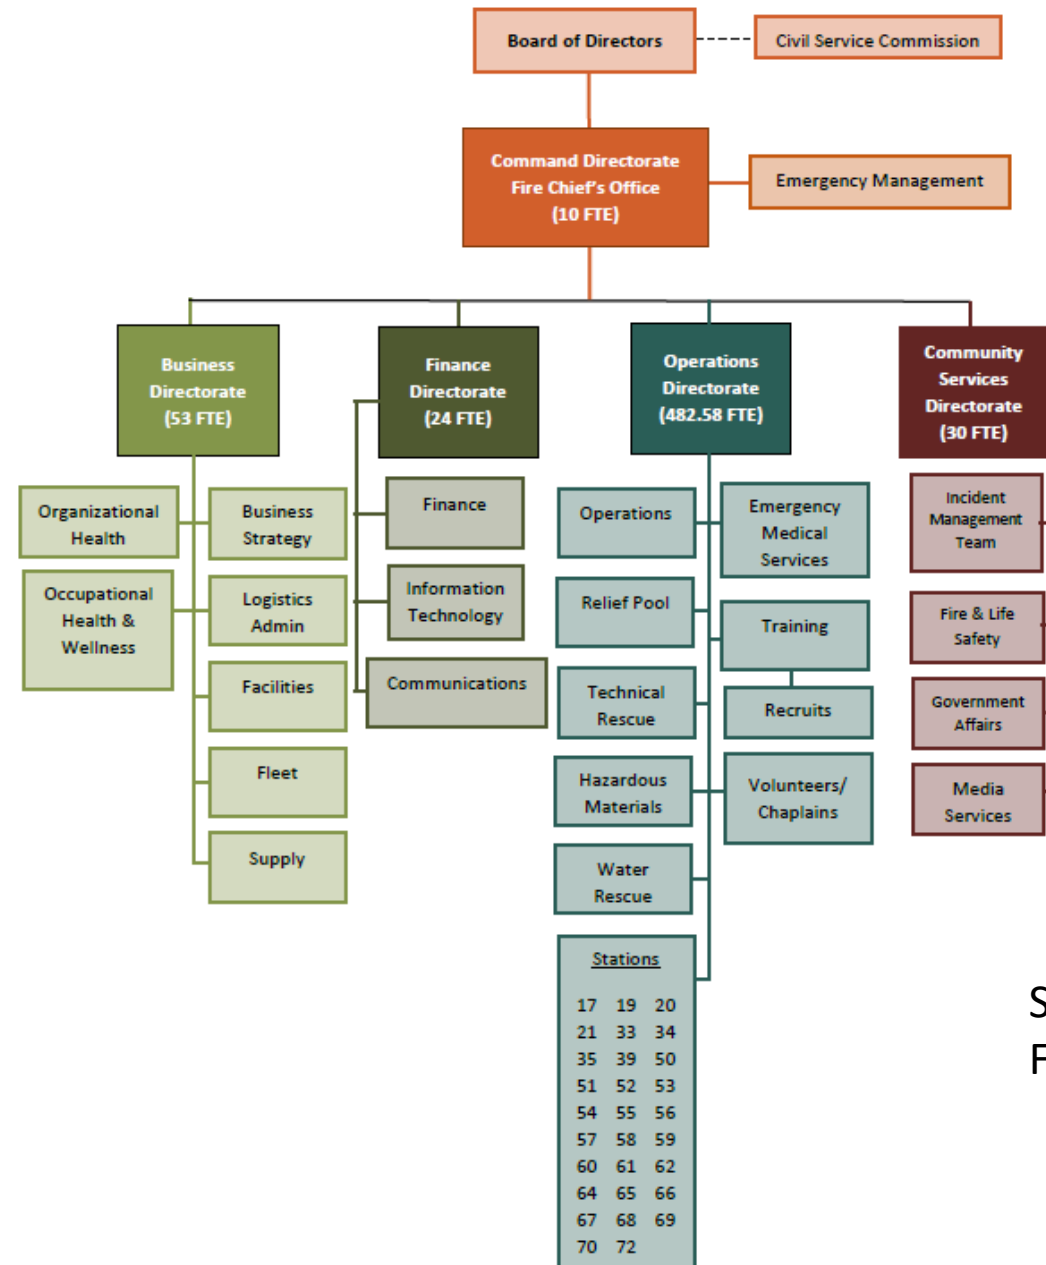 Board of Directors
Civil Service Commission
Command Directorate
Fire Chief's Office
(10 FTE)
Emergency Management
Business
Directorate
(53 FTE)
Finance
Directorate
(24 FTE)
Operations
Directorate
(482.58 FTE)
Community
Services
Directorate
(30 FTE)
Organizational
Health
Occupational
Health &
Wellness
Business
Strategy
Logistics
Admin
Facilities
Fleet
Supply
Finance
Information
Technology
Communications
Operations
Relief Pool
Technical
Rescue
Hazardous
Materials
Water
Rescue
Emergency
Medical
Services
Training
Recruits
Volunteers/
Chaplains
Stations
17 19 20
21 33 34
35 39 50
51 52 53
54 55 56
57 58 59
60 61 62
64 65 66
67 68 69
70 72
Incident
Management
Team
Fire & Life
Safety
Government
Affairs
Media
Services
S
F